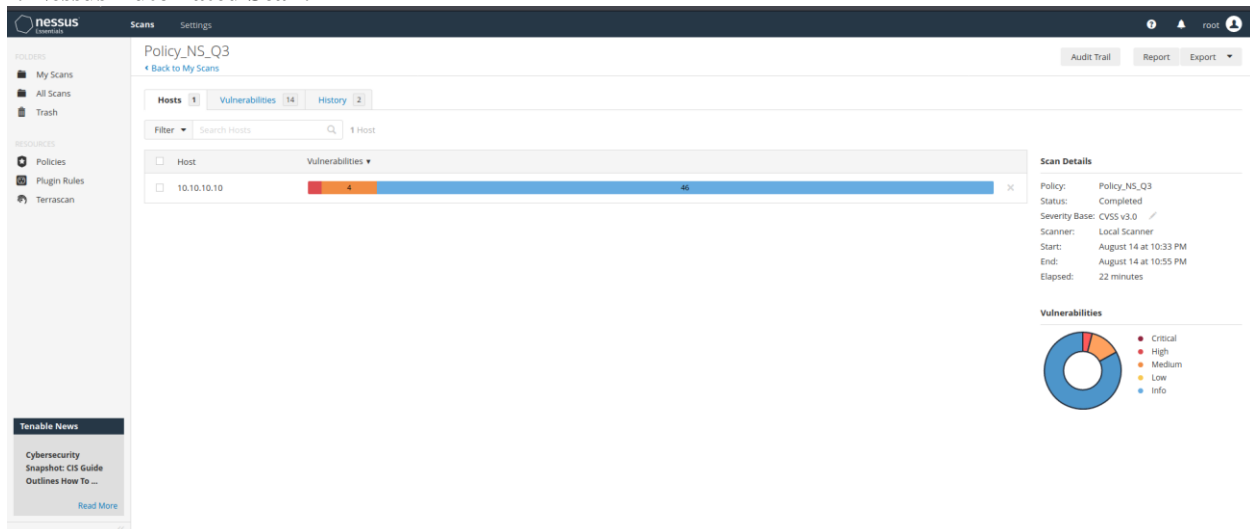 nessus
Essentials
Scans Settings
root
FOLDERS
My Scans
All Scans
Trash
RESOURCES
Policies
Plugin Rules
Terrascan
Tenable News
Cybersecurity
Snapshot: CIS Guide
Outlines How To ...
Read More
Policy_NS_Q3
Back to My Scans
Audit Trail Report Export
Hosts 1 Vulnerabilities 14 History 2
Filter Search Hosts 1 Host
Host Vulnerabilities
10.10.10.10 4 46
Scan Details
Policy: Policy_NS_Q3
Status: Completed
Severity Base: CVSS v3.0
Scanner: Local Scanner
Start: August 14 at 10:33 PM
End: August 14 at 10:55 PM
Elapsed: 22 minutes
Vulnerabilities
Critical
High
Medium
Low
Info